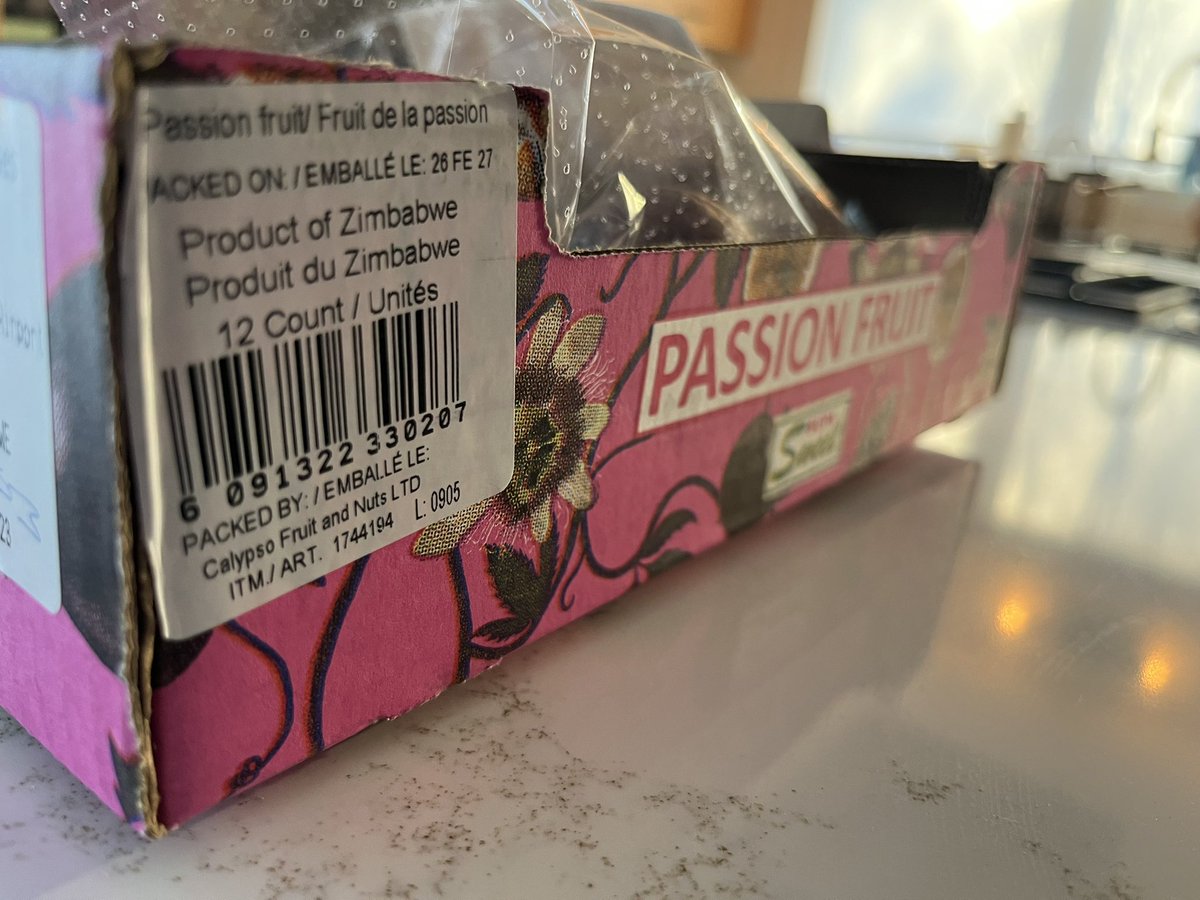 Passion fruit/ Fruit de la passion
ACKED ON: / EMBALLÉ LE: 26 FE 27
Product of Zimbabwe
Produit du Zimbabwe
12 Count / Unités
6 091322 330207
PACKED BY: / EMBALLÉ LE:
Calypso Fruit and Nuts LTD
ITM./ ART. 1744194 L: 0905
PASSION FRUIT